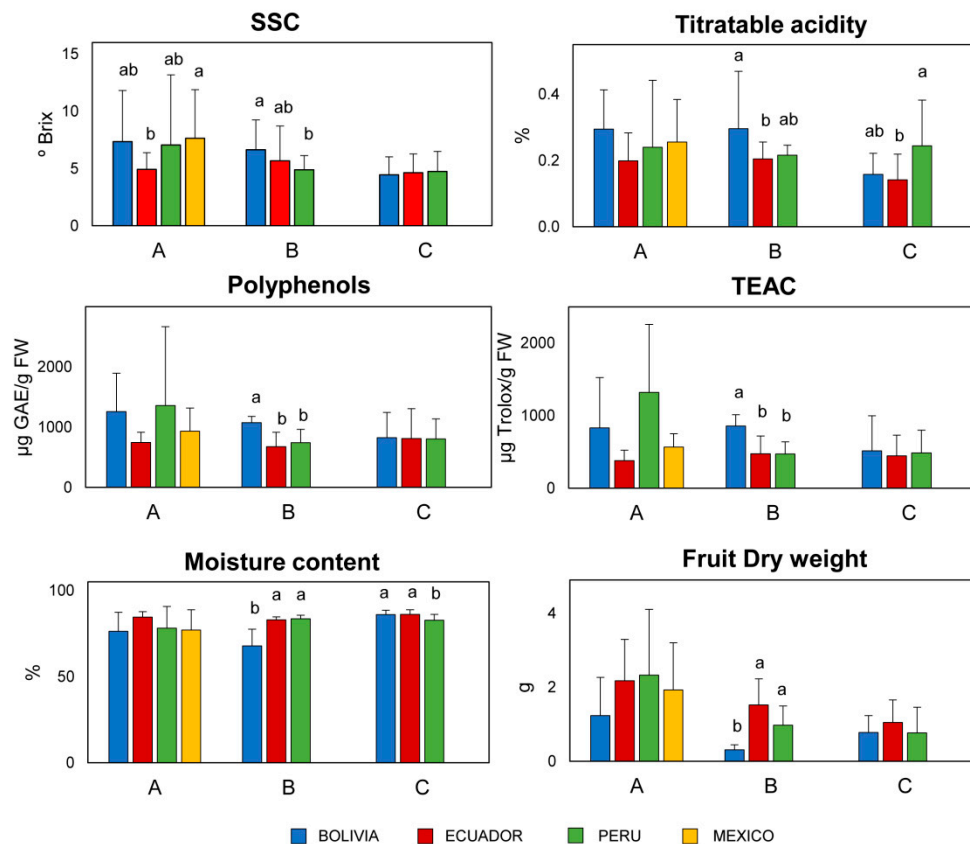 SSC
15
10
5
0
º Brix
ab
b
ab
a
a
ab
b
A
B
C
Titratable acidity
0.4
0.2
0.0
%
a
b
ab
ab
b
a
A
B
C
Polyphenols
2000
1000
0
µg GAE/g FW
a
b
b
A
B
C
TEAC
2000
1000
0
µg Trolox/g FW
a
b
b
A
B
C
Moisture content
100
50
0
%
b
a
a
a
a
b
A
B
C
Fruit Dry weight
4
2
0
g
b
a
a
A
B
C
BOLIVIA
ECUADOR
PERU
MEXICO